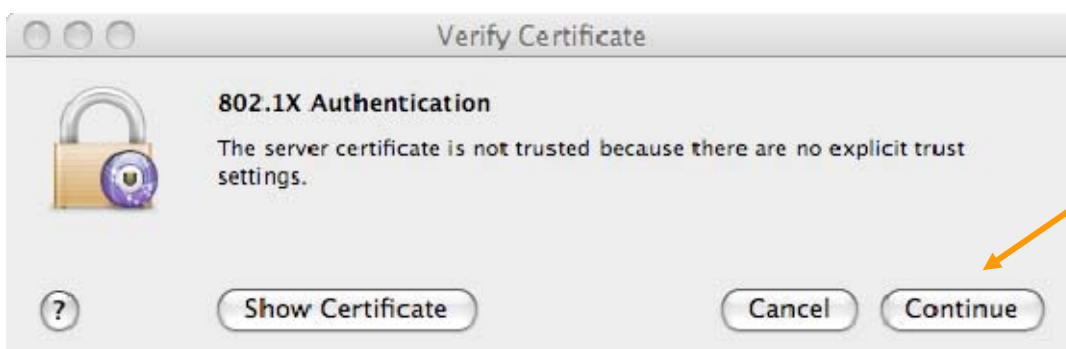 Verify Certificate
802.1X Authentication
The server certificate is not trusted because there are no explicit trust
settings.
?
Show Certificate
Cancel
Continue